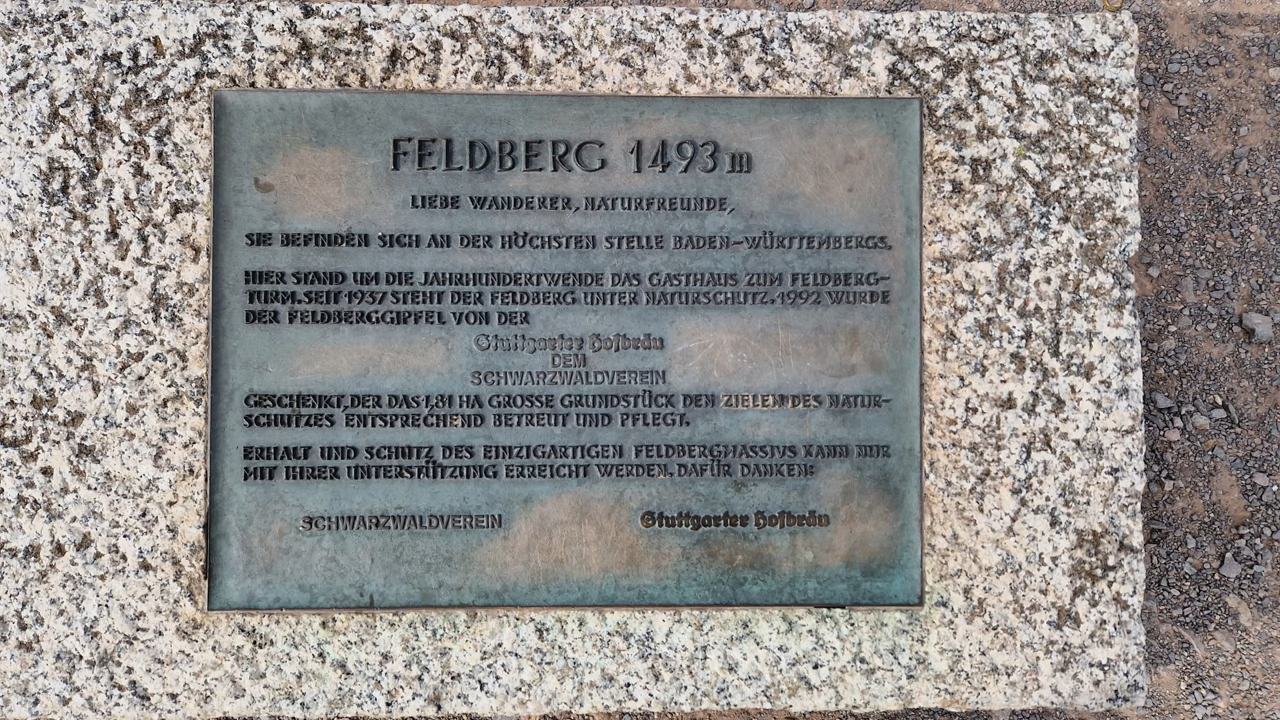 FELDBERG 1493 m
LIEBE WANDERER, NATURFREUNDE,
SIE BEFINDEN SICH AN DER HÖCHSTEN STELLE BADEN-WÜRTTEMBERGS.
HIER STAND UM DIE JAHRHUNDERTWENDE DAS GASTHAUS ZUM FELDBERG-
TURM. SEIT 1937 STEHT DER FELDBERG UNTER NATURSCHUTZ. 1992 WURDE
DER FELDBERGGIPFEL VON DER
Stuttgarter Hofbräu
DEM
SCHWARZWALDVEREIN
GESCHENKT, DER DAS 1,81 HA GROSSE GRUNDSTÜCK DEN ZIELEN DES NATUR-
SCHUTZES ENTSPRECHEND BETREUT UND PFLEGT.
ERHALT UND SCHUTZ DES EINZIGARTIGEN FELDBERGMASSIVS KANN NUR
MIT IHRER UNTERSTÜTZUNG ERREICHT WERDEN. DAFÜR DANKEN:
SCHWARZWALDVEREIN Stuttgarter Hofbräu